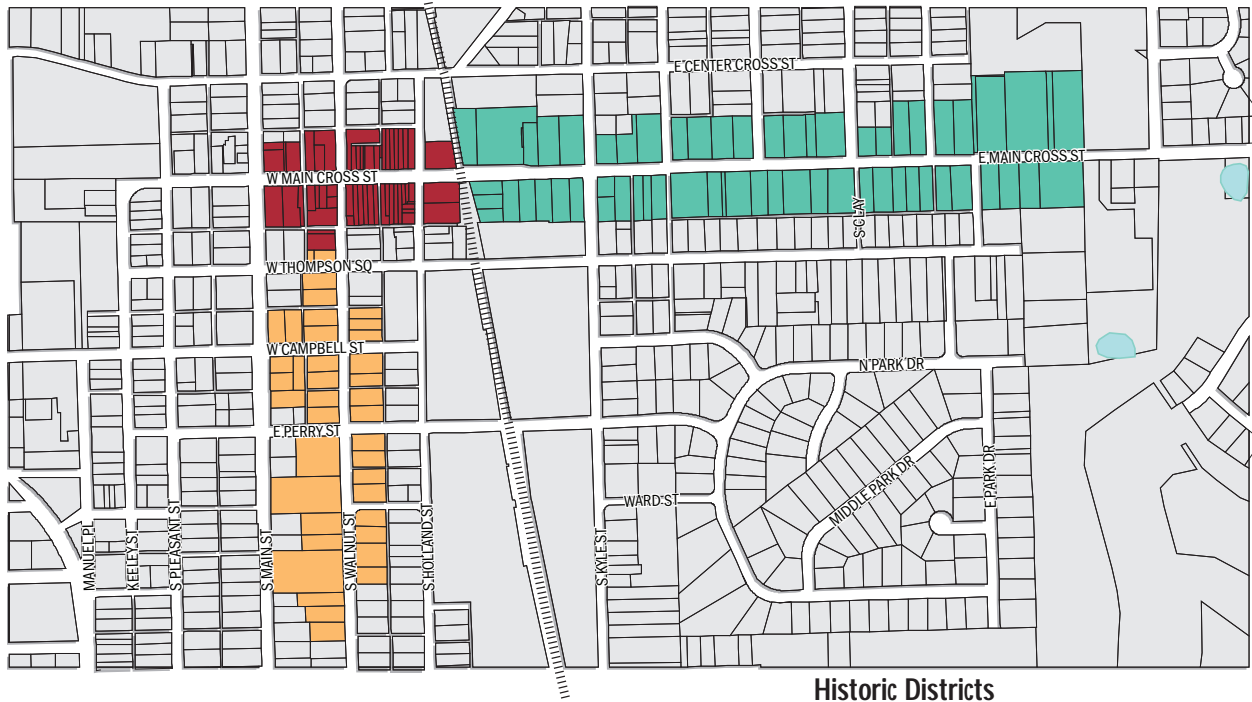 E CENTER CROSS ST
E MAIN CROSS ST
W MAIN CROSS ST
S CLAY
W THOMPSON SQ
W CAMPBELL ST
N PARK DR
E PERRY ST
MIDDLE PARK DR
E PARK DR
WARD ST
MANUEL PL
KEELEY ST
S PLEASANT ST
S MAIN ST
S WALNUT ST
S HOLLAND ST
S KYLE ST
Historic Districts